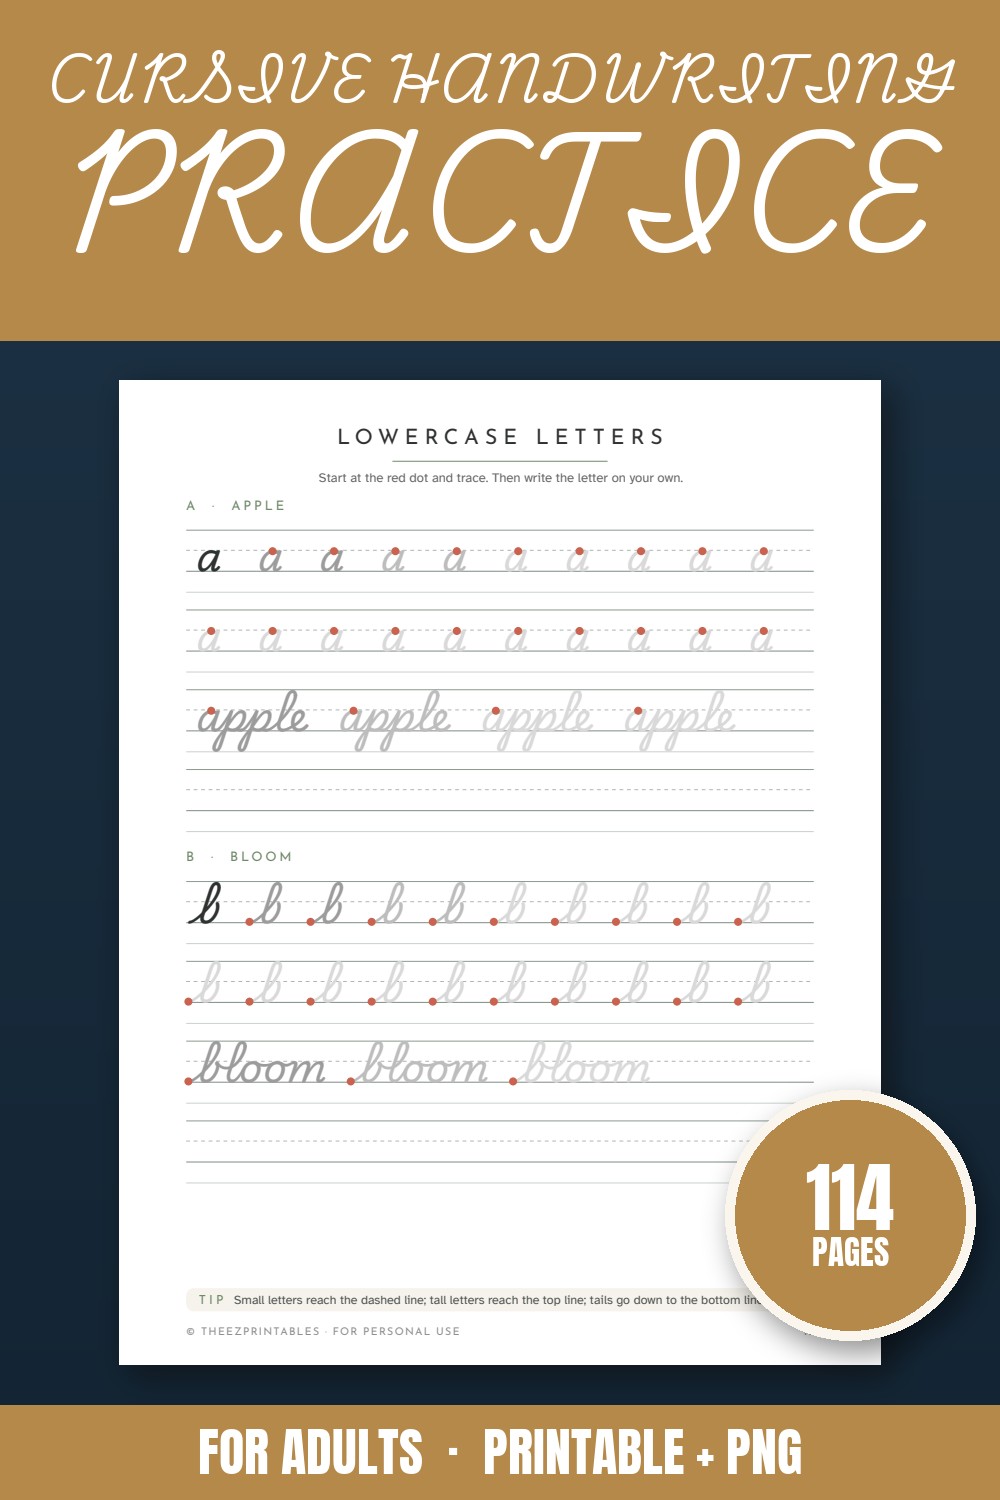 CURSIVE HANDWRITING
PRACTICE
LOWERCASE LETTERS
Start at the red dot and trace. Then write the letter on your own.
A · APPLE
a a a a a a a a a a
a a a a a a a a a a
apple apple apple apple
B · BLOOM
b b b b b b b b b b
b b b b b b b b b b
bloom bloom bloom
114
PAGES
TIP Small letters reach the dashed line; tall letters reach the top line; tails go down to the bottom
© THEEZPRINTABLES · FOR PERSONAL USE
FOR ADULTS · PRINTABLE + PNG